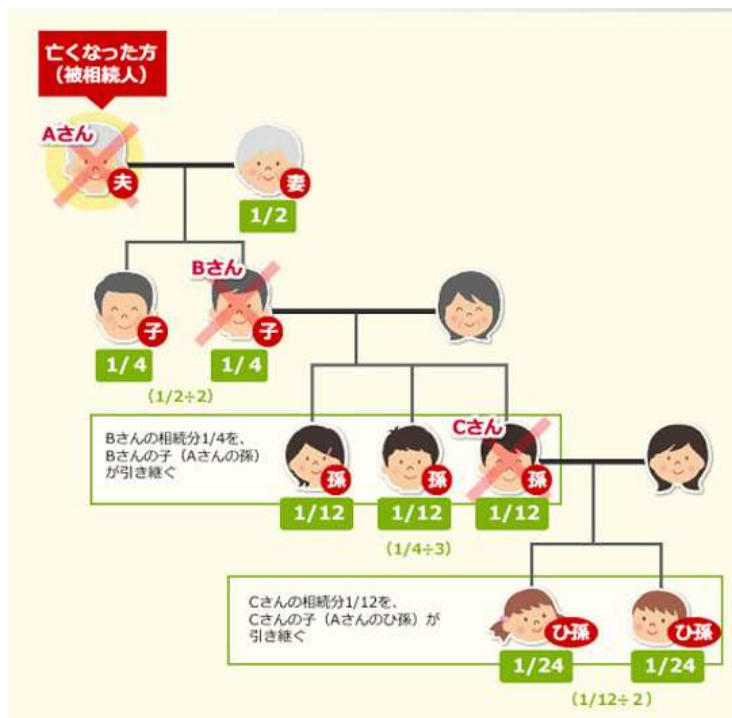 亡くなった方
（被相続人）
Aさん
夫
妻
1/2
Bさん
子
子
1/4
1/4
（1/2÷2）
Bさんの相続分1/4を、
Bさんの子（Aさんの孫）
が引き継ぐ
Cさん
孫
孫
孫
1/12
1/12
1/12
（1/4÷3）
Cさんの相続分1/12を、
Cさんの子（Aさんのひ孫）が
引き継ぐ
ひ孫
ひ孫
1/24
1/24
（1/12÷2）